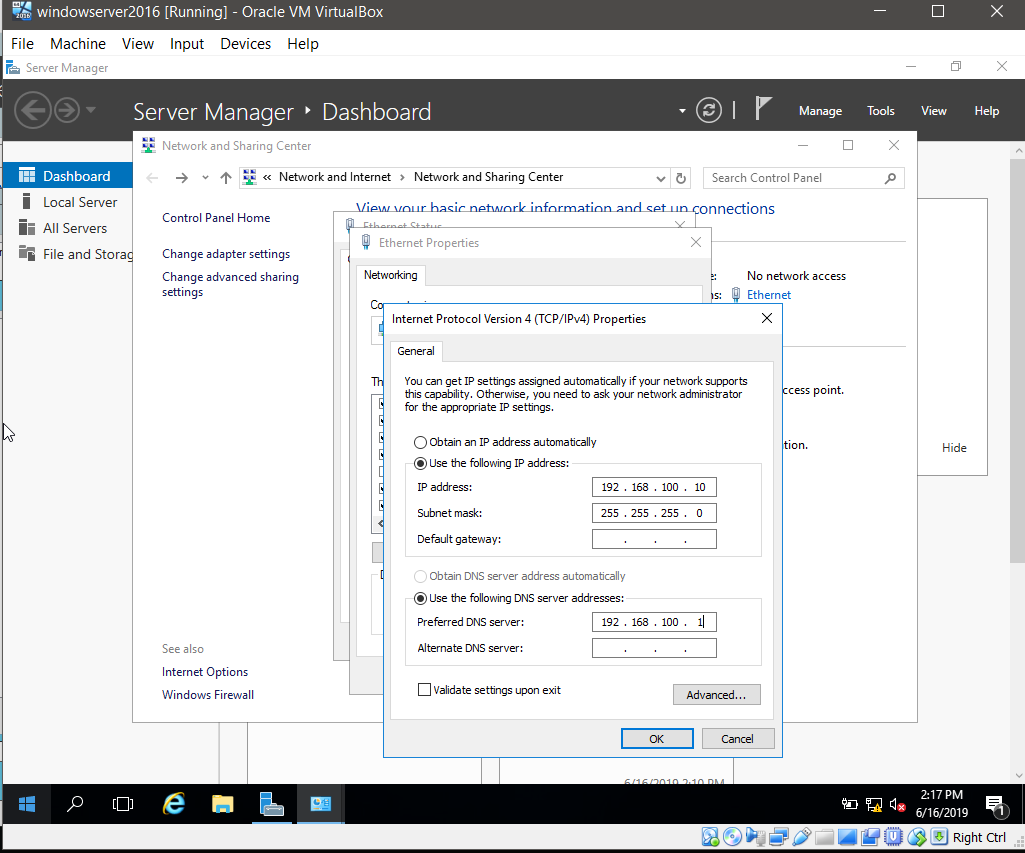 windowserver2016 [Running] - Oracle VM VirtualBox
File Machine View Input Devices Help
Server Manager
Server Manager Dashboard
Manage Tools View Help
Network and Sharing Center
Dashboard
Local Server
All Servers
File and Storag
« Network and Internet › Network and Sharing Center
Search Control Panel
Control Panel Home
Change adapter settings
Change advanced sharing
settings
View your basic network information and set up connections
Ethernet Status
Ethernet Properties
Networking
No network access
Ethernet
ccess point.
tion.
Hide
Internet Protocol Version 4 (TCP/IPv4) Properties
General
You can get IP settings assigned automatically if your network supports
this capability. Otherwise, you need to ask your network administrator
for the appropriate IP settings.
Obtain an IP address automatically
Use the following IP address:
IP address: 192 . 168 . 100 . 10
Subnet mask: 255 . 255 . 255 . 0
Default gateway: . . .
Obtain DNS server address automatically
Use the following DNS server addresses:
Preferred DNS server: 192 . 168 . 100 . 1
Alternate DNS server: . . .
Validate settings upon exit
Advanced...
OK Cancel
See also
Internet Options
Windows Firewall
6/16/2019 2:10 PM
2:17 PM
6/16/2019
1
Right Ctrl